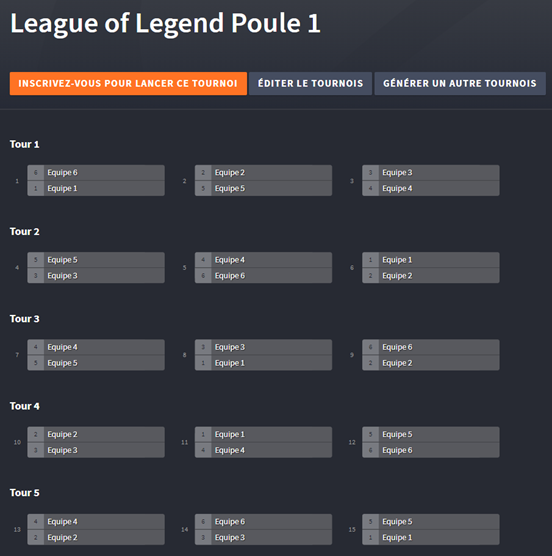 League of Legend Poule 1
INSCRIVEZ-VOUS POUR LANCER CE TOURNOI
ÉDITER LE TOURNOIS
GÉNÉRER UN AUTRE TOURNOIS
Tour 1
1
6 Equipe 6
1 Equipe 1
2
2 Equipe 2
5 Equipe 5
3
3 Equipe 3
4 Equipe 4
Tour 2
4
5 Equipe 5
3 Equipe 3
5
4 Equipe 4
6 Equipe 6
6
1 Equipe 1
2 Equipe 2
Tour 3
7
4 Equipe 4
5 Equipe 5
8
3 Equipe 3
1 Equipe 1
9
6 Equipe 6
2 Equipe 2
Tour 4
10
2 Equipe 2
3 Equipe 3
11
1 Equipe 1
4 Equipe 4
12
5 Equipe 5
6 Equipe 6
Tour 5
13
4 Equipe 4
2 Equipe 2
14
6 Equipe 6
3 Equipe 3
15
5 Equipe 5
1 Equipe 1